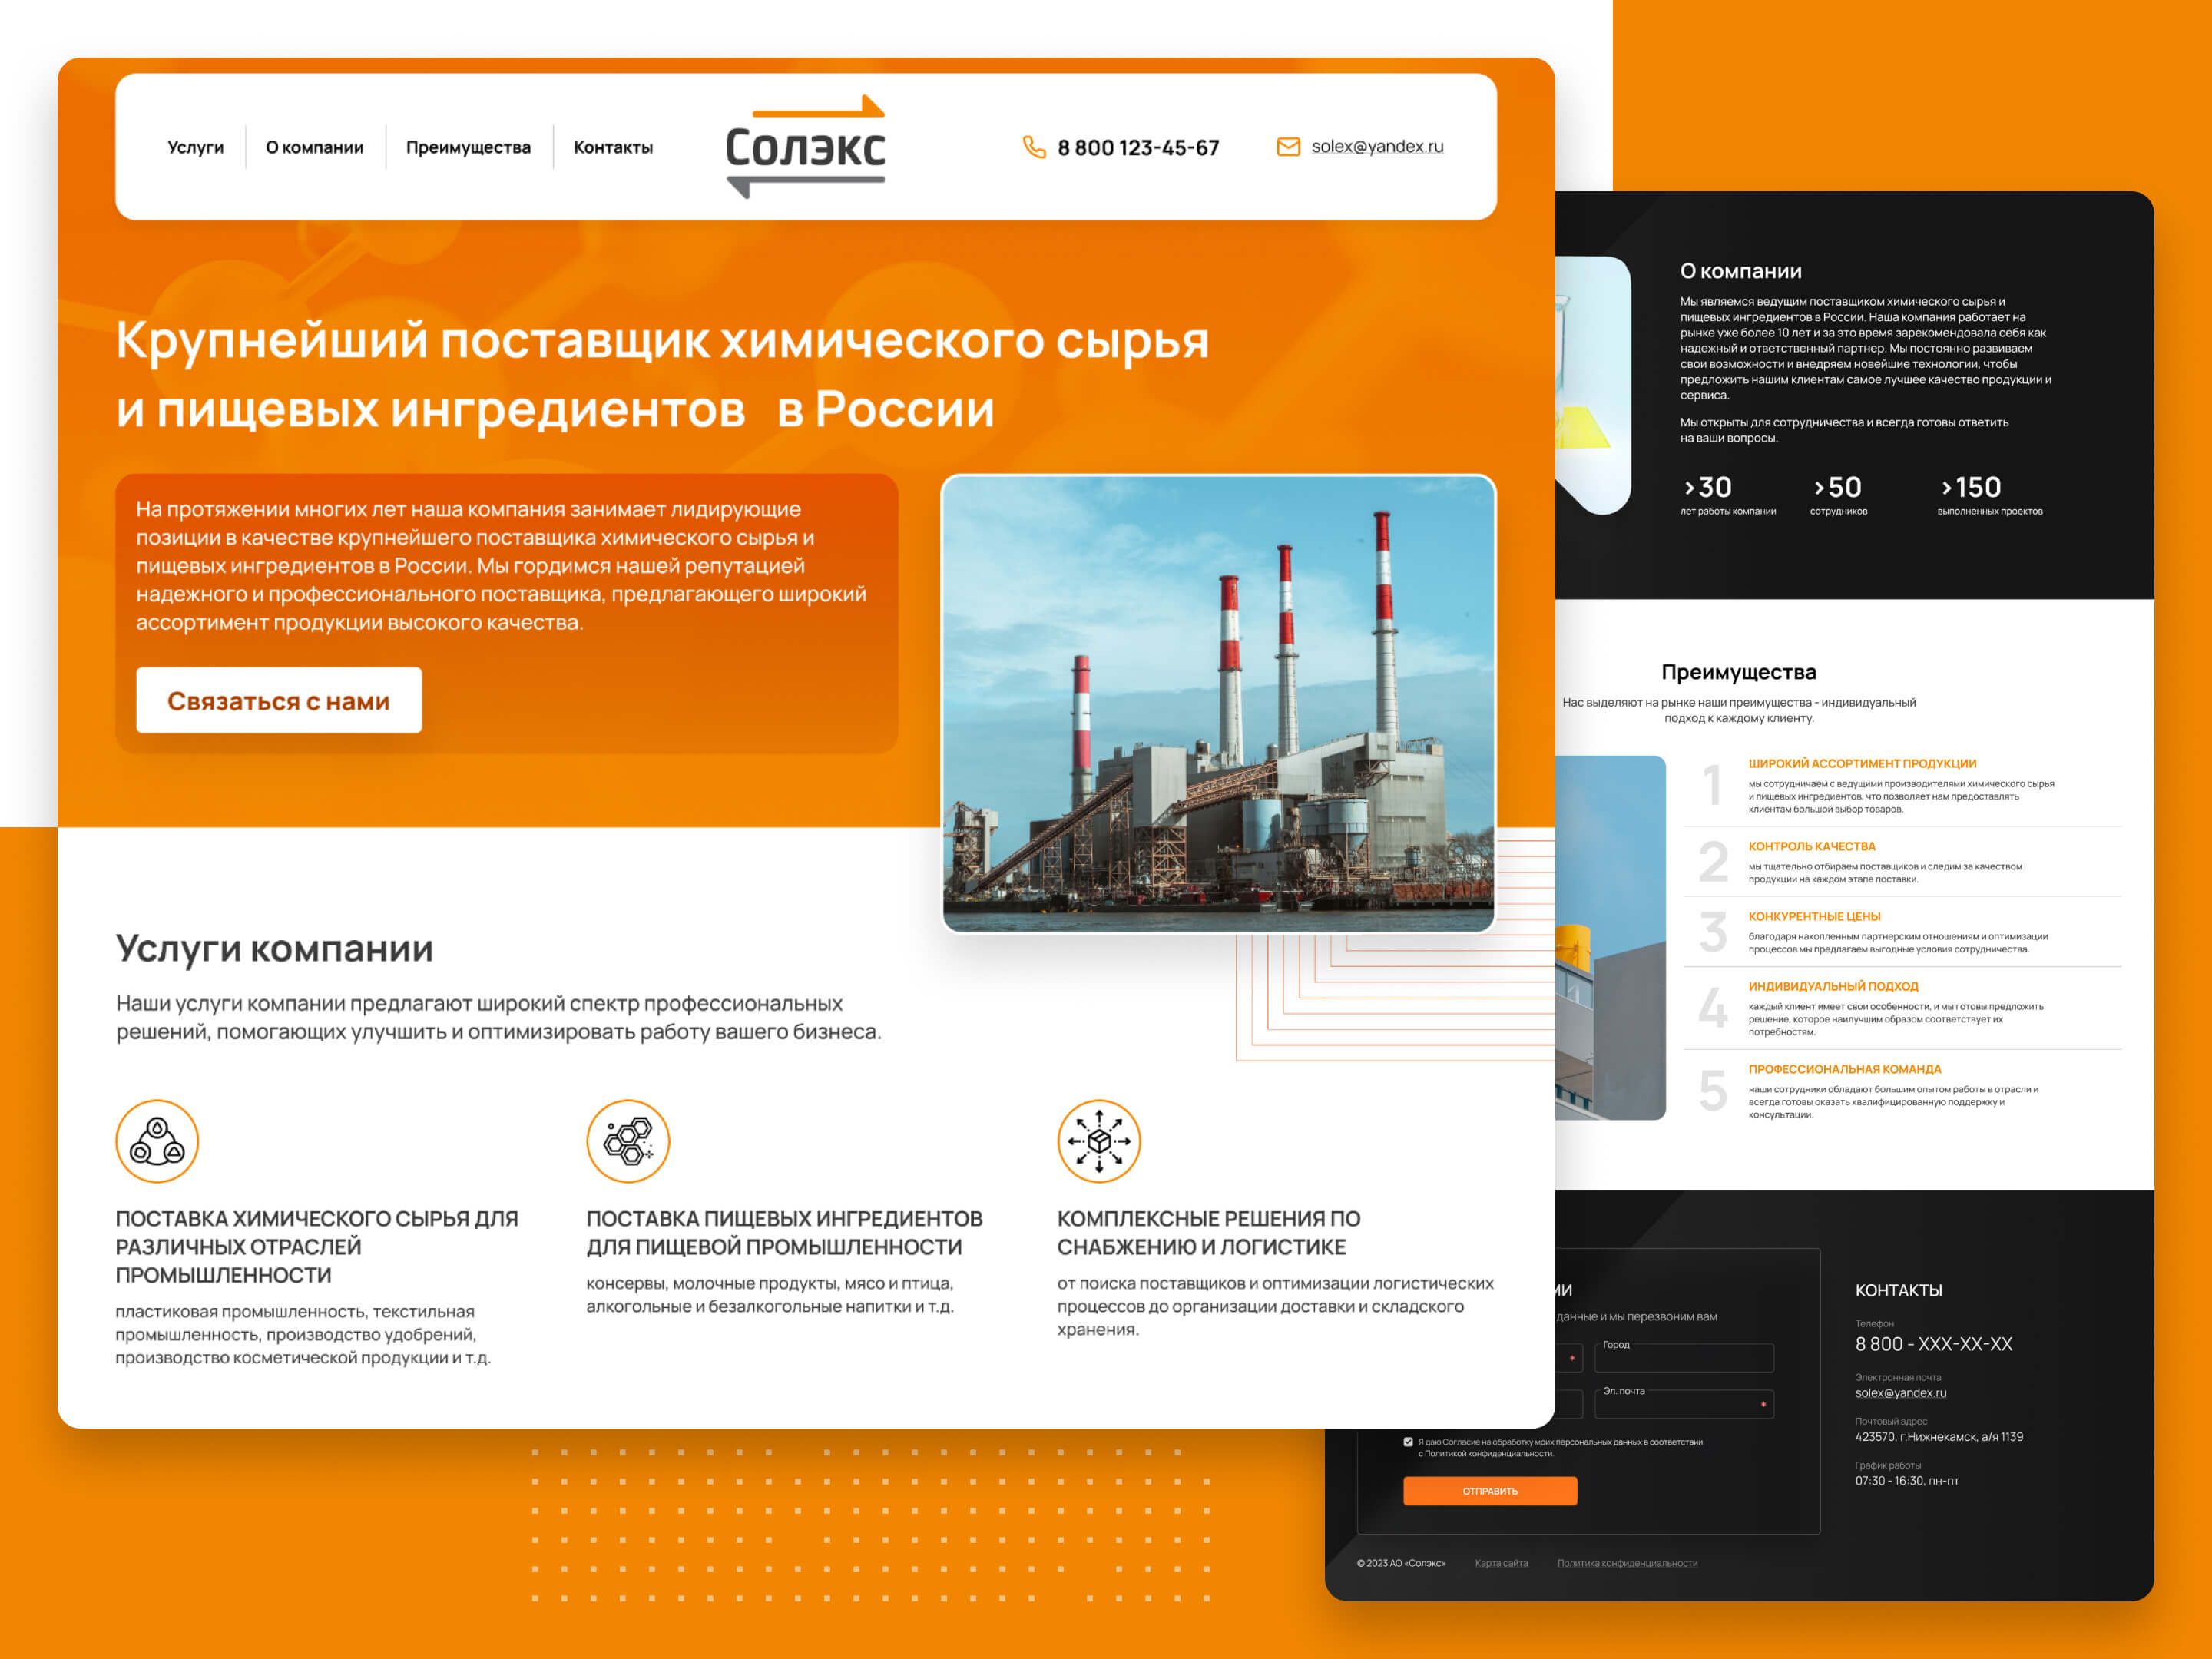 Услуги
О компании
Преимущества
Контакты
Солэкс
8 800 123-45-67
solex@yandex.ru
Крупнейший поставщик химического сырья
и пищевых ингредиентов в России
На протяжении многих лет наша компания занимает лидирующие
позиции в качестве крупнейшего поставщика химического сырья и
пищевых ингредиентов в России. Мы гордимся нашей репутацией
надежного и профессионального поставщика, предлагающего широкий
ассортимент продукции высокого качества.
Связаться с нами
Услуги компании
Наши услуги компании предлагают широкий спектр профессиональных
решений, помогающих улучшить и оптимизировать работу вашего бизнеса.
ПОСТАВКА ХИМИЧЕСКОГО СЫРЬЯ ДЛЯ
РАЗЛИЧНЫХ ОТРАСЛЕЙ
ПРОМЫШЛЕННОСТИ
пластиковая промышленность, текстильная
промышленность, производство удобрений,
производство косметической продукции и т.д.
ПОСТАВКА ПИЩЕВЫХ ИНГРЕДИЕНТОВ
ДЛЯ ПИЩЕВОЙ ПРОМЫШЛЕННОСТИ
консервы, молочные продукты, мясо и птица,
алкогольные и безалкогольные напитки и т.д.
КОМПЛЕКСНЫЕ РЕШЕНИЯ ПО
СНАБЖЕНИЮ И ЛОГИСТИКЕ
от поиска поставщиков и оптимизации логистических
процессов до организации доставки и складского
хранения.
О компании
Мы являемся ведущим поставщиком химического сырья и
пищевых ингредиентов в России. Наша компания работает на
рынке уже более 10 лет и за это время зарекомендовала себя как
надежный и ответственный партнер. Мы постоянно развиваем
свои возможности и внедряем новейшие технологии, чтобы
предложить нашим клиентам самое лучшее качество продукции и
сервиса.
Мы открыты для сотрудничества и всегда готовы ответить
на ваши вопросы.
>30
лет работы компании
>50
сотрудников
>150
выполненных проектов
Преимущества
Нас выделяют на рынке наши преимущества - индивидуальный
подход к каждому клиенту.
1
ШИРОКИЙ АССОРТИМЕНТ ПРОДУКЦИИ
мы сотрудничаем с ведущими производителями химического сырья
и пищевых ингредиентов, что позволяет нам предоставлять
клиентам большой выбор товаров.
2
КОНТРОЛЬ КАЧЕСТВА
мы тщательно отбираем поставщиков и следим за качеством
продукции на каждом этапе поставки.
3
КОНКУРЕНТНЫЕ ЦЕНЫ
благодаря накопленным партнерским отношениям и оптимизации
процессов мы предлагаем выгодные условия сотрудничества.
4
ИНДИВИДУАЛЬНЫЙ ПОДХОД
каждый клиент имеет свои особенности, и мы готовы предложить
решение, которое наилучшим образом соответствует их
потребностям.
5
ПРОФЕССИОНАЛЬНАЯ КОМАНДА
наши сотрудники обладают большим опытом работы в отрасли и
всегда готовы оказать квалифицированную поддержку и
консультации.
МИ
данные и мы перезвоним вам
*
Город
Эл. почта
*
Я даю Согласие на обработку моих персональных данных в соответствии
с Политикой конфиденциальности.
ОТПРАВИТЬ
КОНТАКТЫ
Телефон
8 800 - XXX-XX-XX
Электронная почта
solex@yandex.ru
Почтовый адрес
423570, г.Нижнекамск, а/я 1139
График работы
07:30 - 16:30, пн-пт
© 2023 АО «Солэкс»
Карта сайта
Политика конфиденциальности